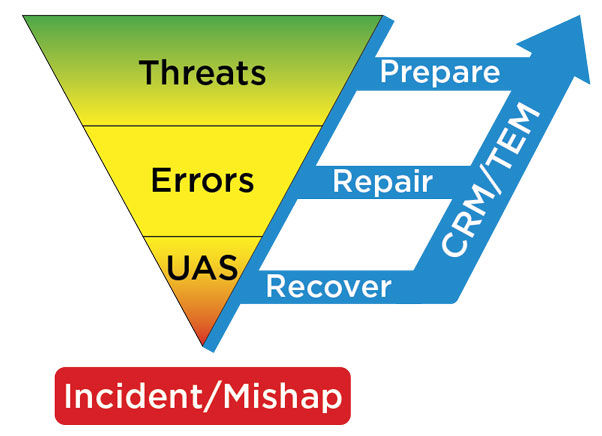 Threats
Prepare
Errors
Repair
CRM/TEM
UAS
Recover
Incident/Mishap